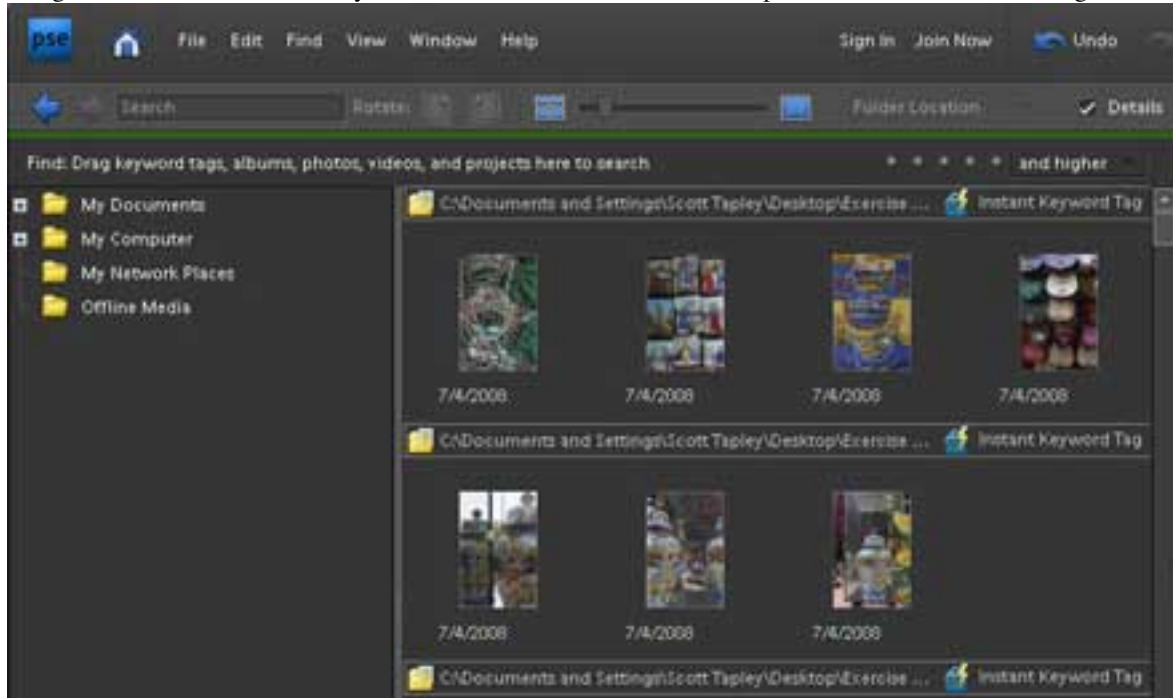 pse File Edit Find View Window Help Sign In Join Now Undo
Search Rotate: Folder Location Details
Find: Drag keyword tags, albums, photos, videos, and projects here to search and higher
My Documents
My Computer
My Network Places
Offline Media
C:\Documents and Settings\Scott Tapley\Desktop\Exercise ... Instant Keyword Tag
7/4/2008 7/4/2008 7/4/2008 7/4/2008
C:\Documents and Settings\Scott Tapley\Desktop\Exercise ... Instant Keyword Tag
7/4/2008 7/4/2008 7/4/2008
C:\Documents and Settings\Scott Tapley\Desktop\Exercise ... Instant Keyword Tag